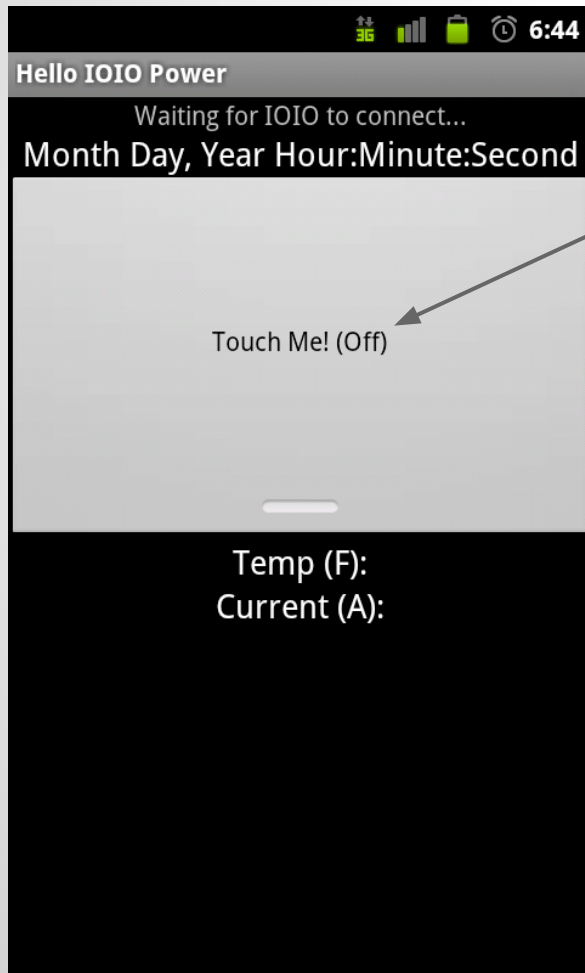 3G 6:44
Hello IOIO Power
Waiting for IOIO to connect...
Month Day, Year Hour:Minute:Second
Touch Me! (Off)
Temp (F):
Current (A):